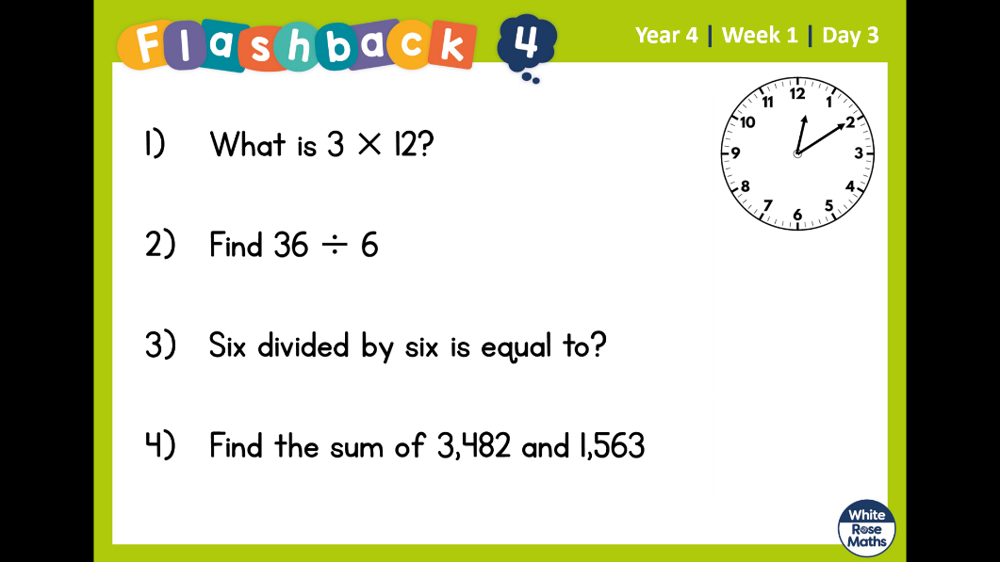 Flashback 4
Year 4 | Week 1 | Day 3
1) What is 3 × 12?
2) Find 36 ÷ 6
3) Six divided by six is equal to?
4) Find the sum of 3,482 and 1,563
12
1
2
3
4
5
6
7
8
9
10
11
White
Rose
Maths